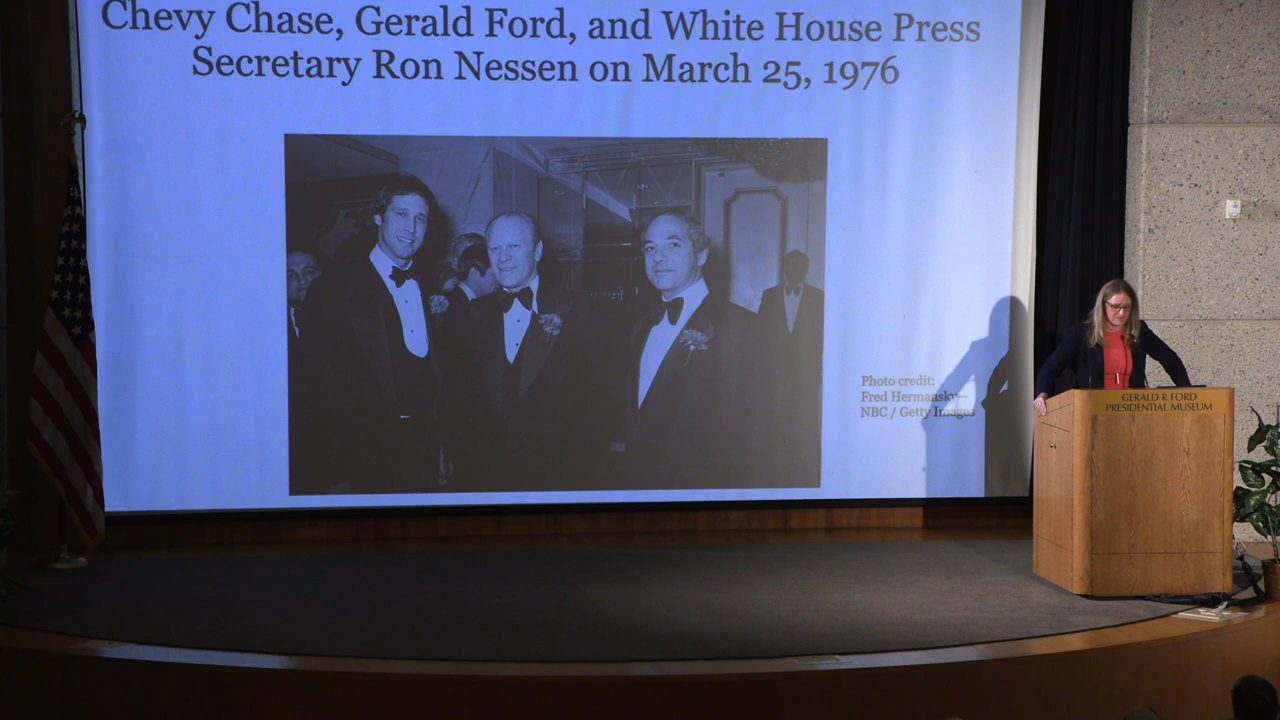 Chevy Chase, Gerald Ford, and White House Press
Secretary Ron Nessen on March 25, 1976
Photo credit:
Fred Hermansky—
NBC / Getty Images
GERALD R FORD
PRESIDENTIAL MUSEUM